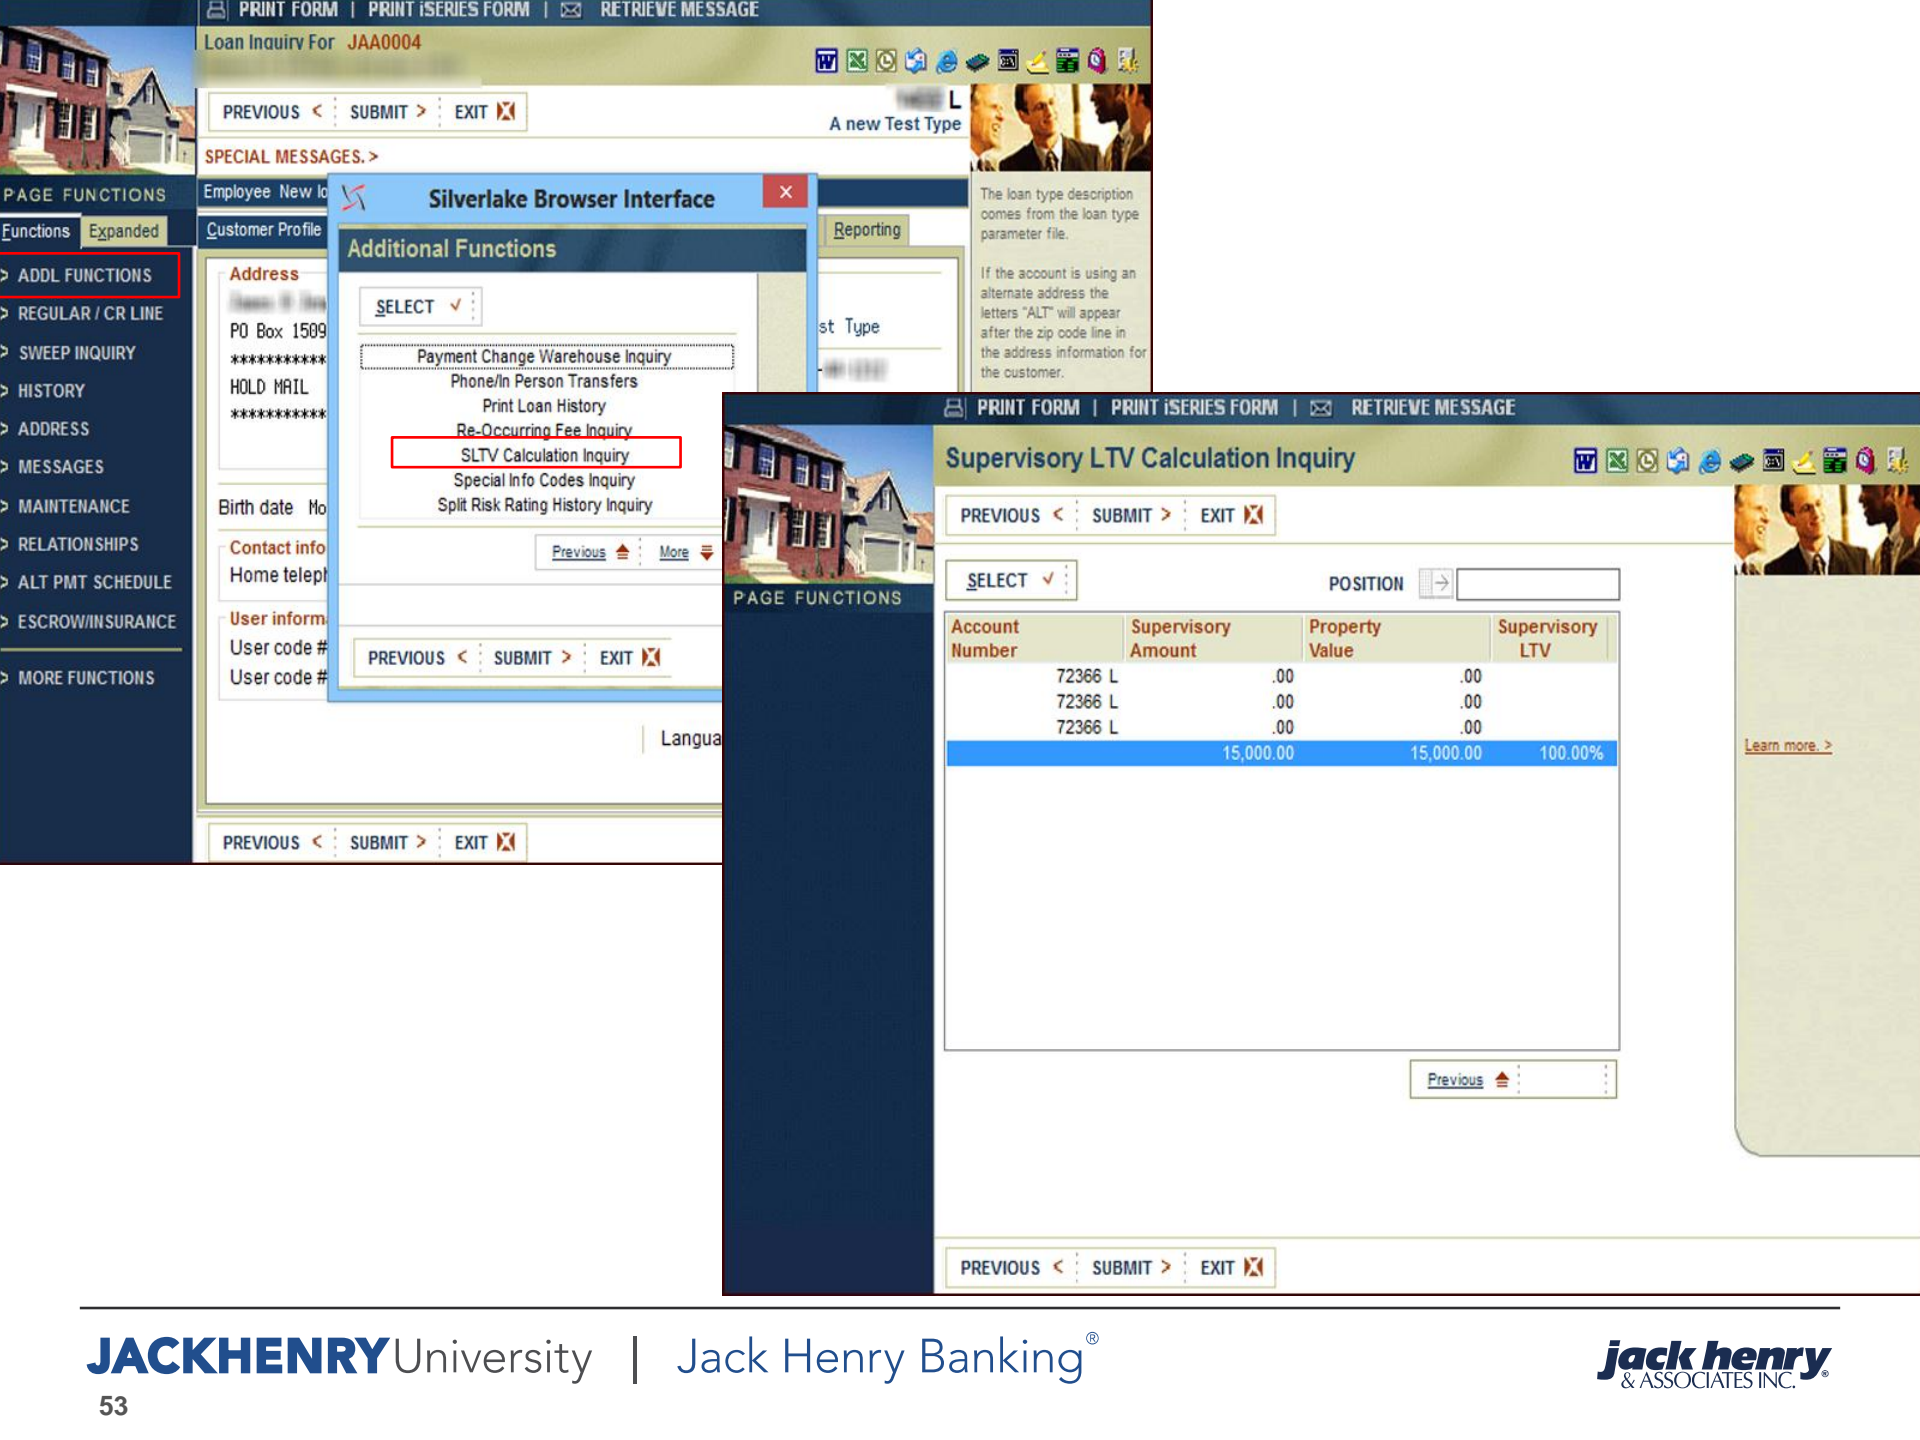 PRINT FORM | PRINT iSERIES FORM | RETRIEVE MESSAGE
Loan Inquiry For JAA0004
PREVIOUS < SUBMIT > EXIT
L
A new Test Type
SPECIAL MESSAGES. >
PAGE FUNCTIONS
Functions Expanded
> ADDL FUNCTIONS
> REGULAR / CR LINE
> SWEEP INQUIRY
> HISTORY
> ADDRESS
> MESSAGES
> MAINTENANCE
> RELATIONSHIPS
> ALT PMT SCHEDULE
> ESCROW/INSURANCE
> MORE FUNCTIONS
Employee New lo
Customer Profile
Reporting
Address
PO Box 1509
***********
HOLD MAIL
***********
st Type
Birth date Mo
Contact info
Home teleph
User inform
User code #
User code #
Langua
PREVIOUS < SUBMIT > EXIT
The loan type description
comes from the loan type
parameter file.
If the account is using an
alternate address the
letters "ALT" will appear
after the zip code line in
the address information for
the customer.
Silverlake Browser Interface
Additional Functions
SELECT
Payment Change Warehouse Inquiry
Phone/In Person Transfers
Print Loan History
Re-Occurring Fee Inquiry
SLTV Calculation Inquiry
Special Info Codes Inquiry
Split Risk Rating History Inquiry
Previous More
PREVIOUS < SUBMIT > EXIT
PRINT FORM | PRINT iSERIES FORM | RETRIEVE MESSAGE
Supervisory LTV Calculation Inquiry
PREVIOUS < SUBMIT > EXIT
PAGE FUNCTIONS
SELECT POSITION
Account Number Supervisory Amount Property Value Supervisory LTV
72366 L .00 .00
72366 L .00 .00
72366 L .00 .00
15,000.00 15,000.00 100.00%
Learn more. >
Previous
PREVIOUS < SUBMIT > EXIT
JACKHENRY University | Jack Henry Banking®
jack henry®
& ASSOCIATES INC.
53